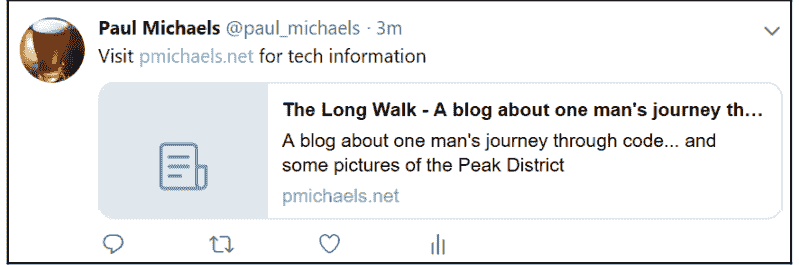 Paul Michaels @paul_michaels · 3m
Visit pmichaels.net for tech information
The Long Walk - A blog about one man's journey th...
A blog about one man's journey through code... and
some pictures of the Peak District
pmichaels.net